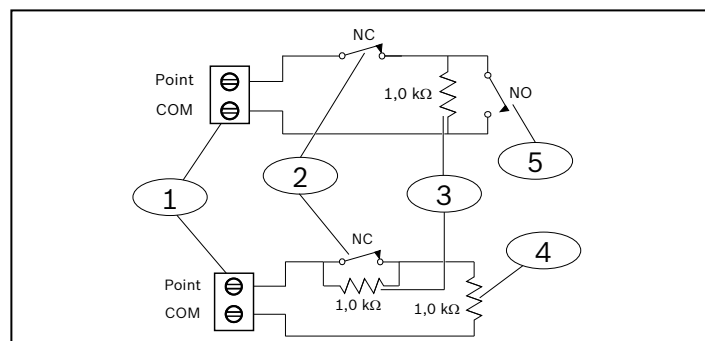 NC
Point
1,0 kΩ
NO
COM
5
2
3
1
NC
4
Point
1,0 kΩ
1,0 kΩ
COM